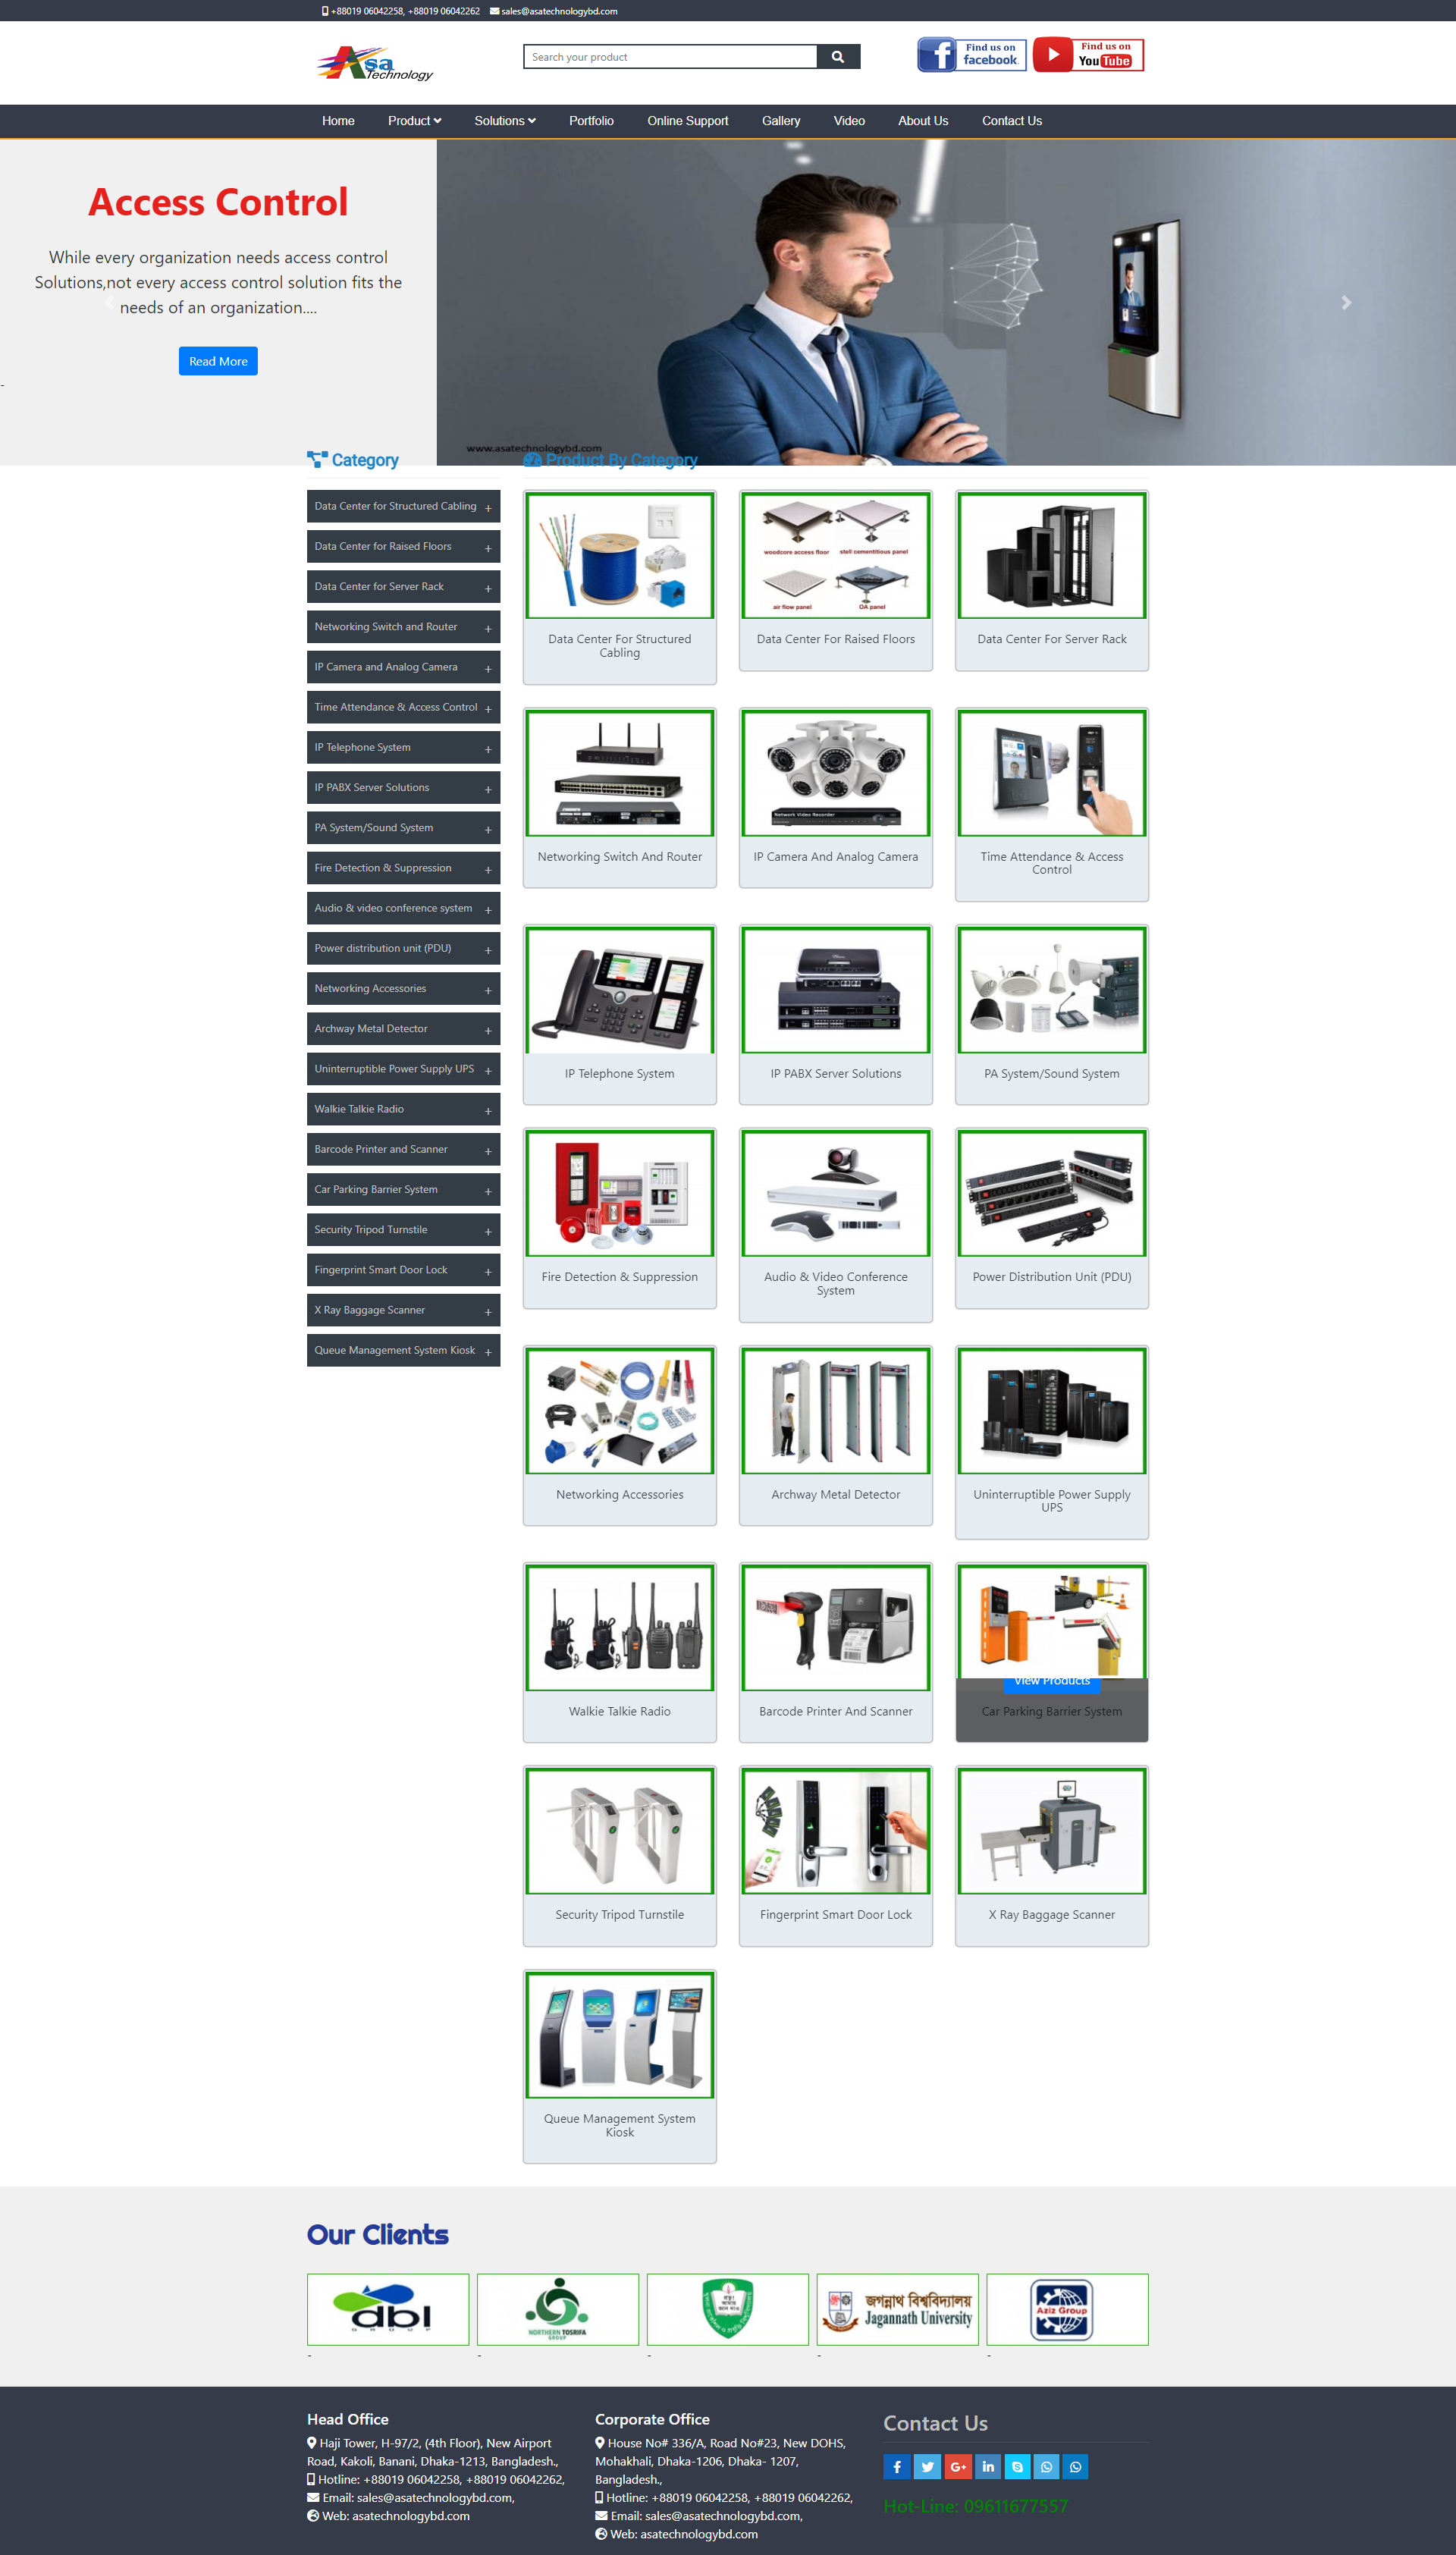 +88019 06042258, +88019 06042262 sales@asatechnologybd.com
Asa
Technology
Search your product
Find us on
facebook.
Find us on
YouTube
Home Product Solutions Portfolio Online Support Gallery Video About Us Contact Us
Access Control
While every organization needs access control
Solutions,not every access control solution fits the
needs of an organization....
Read More
-
www.asatechnologybd.com
Category
Product By Category
Data Center for Structured Cabling +
Data Center for Raised Floors +
Data Center for Server Rack +
Networking Switch and Router +
IP Camera and Analog Camera +
Time Attendance & Access Control +
IP Telephone System +
IP PABX Server Solutions +
PA System/Sound System +
Fire Detection & Suppression +
Audio & video conference system +
Power distribution unit (PDU) +
Networking Accessories +
Archway Metal Detector +
Uninterruptible Power Supply UPS +
Walkie Talkie Radio +
Barcode Printer and Scanner +
Car Parking Barrier System +
Security Tripod Turnstile +
Fingerprint Smart Door Lock +
X Ray Baggage Scanner +
Queue Management System Kiosk +
woodcore access floor
stell cementitious panel
air flow panel
OA panel
Data Center For Structured
Cabling
Data Center For Raised Floors
Data Center For Server Rack
Network Video Recorder
Networking Switch And Router
IP Camera And Analog Camera
Time Attendance & Access
Control
IP Telephone System
IP PABX Server Solutions
PA System/Sound System
Fire Detection & Suppression
Audio & Video Conference
System
Power Distribution Unit (PDU)
Networking Accessories
Archway Metal Detector
Uninterruptible Power Supply
UPS
Walkie Talkie Radio
Barcode Printer And Scanner
View Products
Car Parking Barrier System
Security Tripod Turnstile
Fingerprint Smart Door Lock
X Ray Baggage Scanner
Queue Management System
Kiosk
Our Clients
dbl
GROUP
NORTHERN TOSRIFA
GROUP
জগন্নাথ বিশ্ববিদ্যালয়
Jagannath University
Aziz Group
- - - - -
Head Office
Haji Tower, H-97/2, (4th Floor), New Airport
Road, Kakoli, Banani, Dhaka-1213, Bangladesh.,
Hotline: +88019 06042258, +88019 06042262,
Email: sales@asatechnologybd.com,
Web: asatechnologybd.com
Corporate Office
House No# 336/A, Road No#23, New DOHS,
Mohakhali, Dhaka-1206, Dhaka- 1207,
Bangladesh.,
Hotline: +88019 06042258, +88019 06042262,
Email: sales@asatechnologybd.com,
Web: asatechnologybd.com
Contact Us
Hot-Line: 09611677557